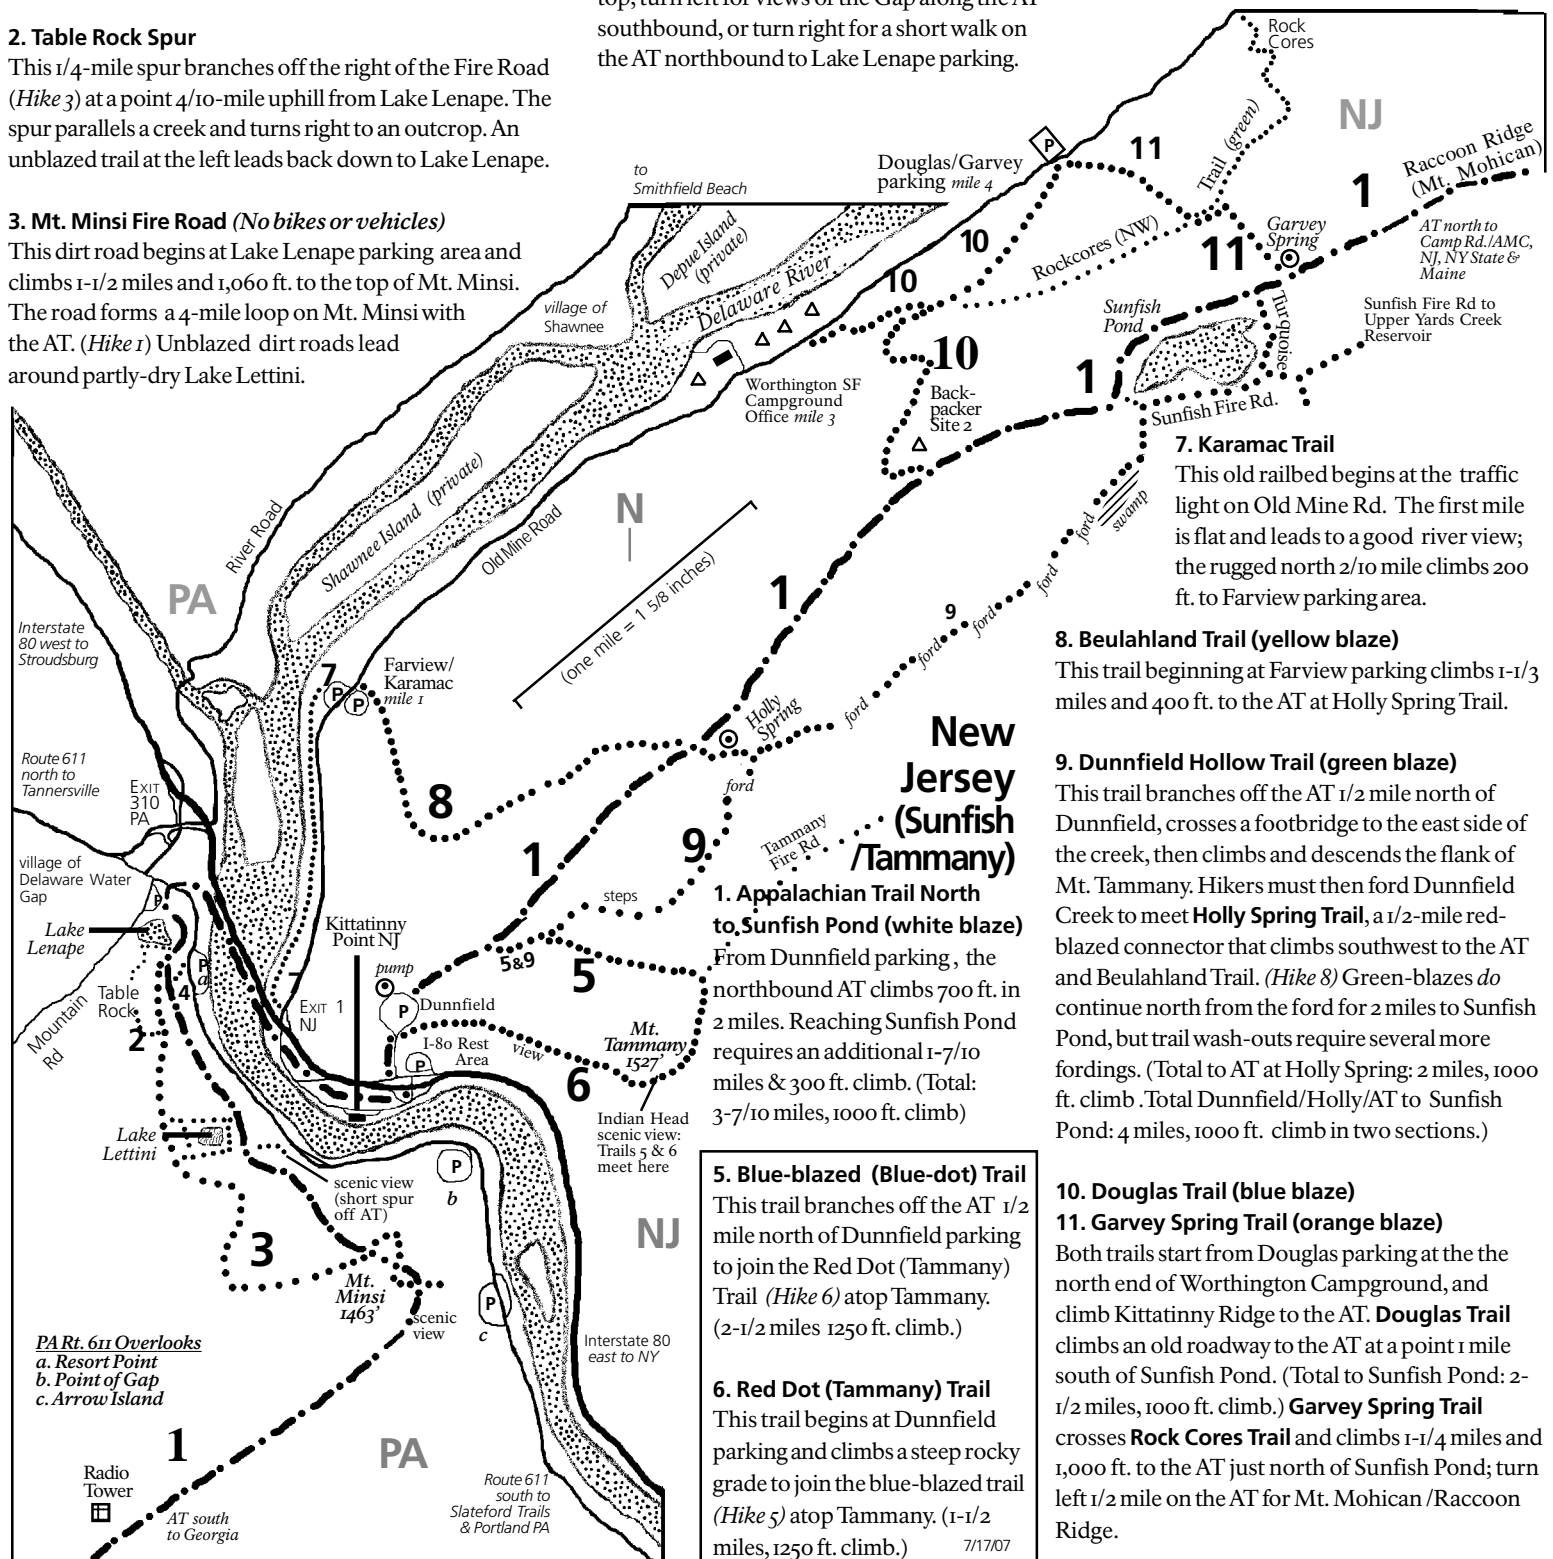 top, turn left for views of the Gap along the AT
southbound, or turn right for a short walk on
the AT northbound to Lake Lenape parking.
2. Table Rock Spur
This 1/4-mile spur branches off the right of the Fire Road
(Hike 3) at a point 4/10-mile uphill from Lake Lenape. The
spur parallels a creek and turns right to an outcrop. An
unblazed trail at the left leads back down to Lake Lenape.
3. Mt. Minsi Fire Road (No bikes or vehicles)
This dirt road begins at Lake Lenape parking area and
climbs 1-1/2 miles and 1,060 ft. to the top of Mt. Minsi.
The road forms a 4-mile loop on Mt. Minsi with
the AT. (Hike 1) Unblazed dirt roads lead
around partly-dry Lake Lettini.
Rock
Cores
NJ
Trail (green)
Raccoon Ridge
(Mt. Mohican)
P
Douglas/Garvey
parking mile 4
11
1
to
Smithfield Beach
Depue Island
(private)
Delaware River
10
10
Rockcores (NW)
11
Garvey
Spring
AT north to
Camp Rd./AMC,
NJ, NY State &
Maine
village of
Shawnee
Sunfish
Pond
Turquoise
Sunfish Fire Rd to
Upper Yards Creek
Reservoir
10
1
Sunfish Fire Rd.
Worthington SF
Campground
Office mile 3
Back-
packer
Site 2
River Road
Shawnee Island (private)
Old Mine Road
N
(one mile = 1 5/8 inches)
swamp
ford
ford
ford
ford
ford
9
1
7. Karamac Trail
This old railbed begins at the traffic
light on Old Mine Rd. The first mile
is flat and leads to a good river view;
the rugged north 2/10 mile climbs 200
ft. to Farview parking area.
PA
Interstate
80 west to
Stroudsburg
7
P
P
Farview/
Karamac
mile 1
Holly
Spring
ford
8
1
9
Tammany
Fire Rd
steps
8. Beulahland Trail (yellow blaze)
This trail beginning at Farview parking climbs 1-1/3
miles and 400 ft. to the AT at Holly Spring Trail.
New
Jersey
(Sunfish
/Tammany)
Route 611
north to
Tannersville
EXIT
310
PA
village of
Delaware Water
Gap
P
Lake
Lenape
P
a
4
Table
Rock
2
Mountain
Rd
7
EXIT 1
NJ
Kittatinny
Point NJ
pump
P
Dunnfield
I-80 Rest
Area
P
5&9
5
view
6
Mt.
Tammany
1527'
Indian Head
scenic view:
Trails 5 & 6
meet here
1. Appalachian Trail North
to Sunfish Pond (white blaze)
From Dunnfield parking, the
northbound AT climbs 700 ft. in
2 miles. Reaching Sunfish Pond
requires an additional 1-7/10
miles & 300 ft. climb. (Total:
3-7/10 miles, 1000 ft. climb)
9. Dunnfield Hollow Trail (green blaze)
This trail branches off the AT 1/2 mile north of
Dunnfield, crosses a footbridge to the east side of
the creek, then climbs and descends the flank of
Mt. Tammany. Hikers must then ford Dunnfield
Creek to meet Holly Spring Trail, a 1/2-mile red-
blazed connector that climbs southwest to the AT
and Beulahland Trail. (Hike 8) Green-blazes do
continue north from the ford for 2 miles to Sunfish
Pond, but trail wash-outs require several more
fordings. (Total to AT at Holly Spring: 2 miles, 1000
ft. climb .Total Dunnfield/Holly/AT to Sunfish
Pond: 4 miles, 1000 ft. climb in two sections.)
Lake
Lettini
scenic view
(short spur
off AT)
P
b
3
Mt.
Minsi
1463'
scenic
view
P
c
NJ
Interstate 80
east to NY
5. Blue-blazed (Blue-dot) Trail
This trail branches off the AT 1/2
mile north of Dunnfield parking
to join the Red Dot (Tammany)
Trail (Hike 6) atop Tammany.
(2-1/2 miles 1250 ft. climb.)
6. Red Dot (Tammany) Trail
This trail begins at Dunnfield
parking and climbs a steep rocky
grade to join the blue-blazed trail
(Hike 5) atop Tammany. (1-1/2
miles, 1250 ft. climb.)
7/17/07
10. Douglas Trail (blue blaze)
11. Garvey Spring Trail (orange blaze)
Both trails start from Douglas parking at the the
north end of Worthington Campground, and
climb Kittatinny Ridge to the AT. Douglas Trail
climbs an old roadway to the AT at a point 1 mile
south of Sunfish Pond. (Total to Sunfish Pond: 2-
1/2 miles, 1000 ft. climb.) Garvey Spring Trail
crosses Rock Cores Trail and climbs 1-1/4 miles and
1,000 ft. to the AT just north of Sunfish Pond; turn
left 1/2 mile on the AT for Mt. Mohican /Raccoon
Ridge.
PA Rt. 611 Overlooks
a. Resort Point
b. Point of Gap
c. Arrow Island
1
Radio
Tower
AT south
to Georgia
PA
Route 611
south to
Slateford Trails
& Portland PA